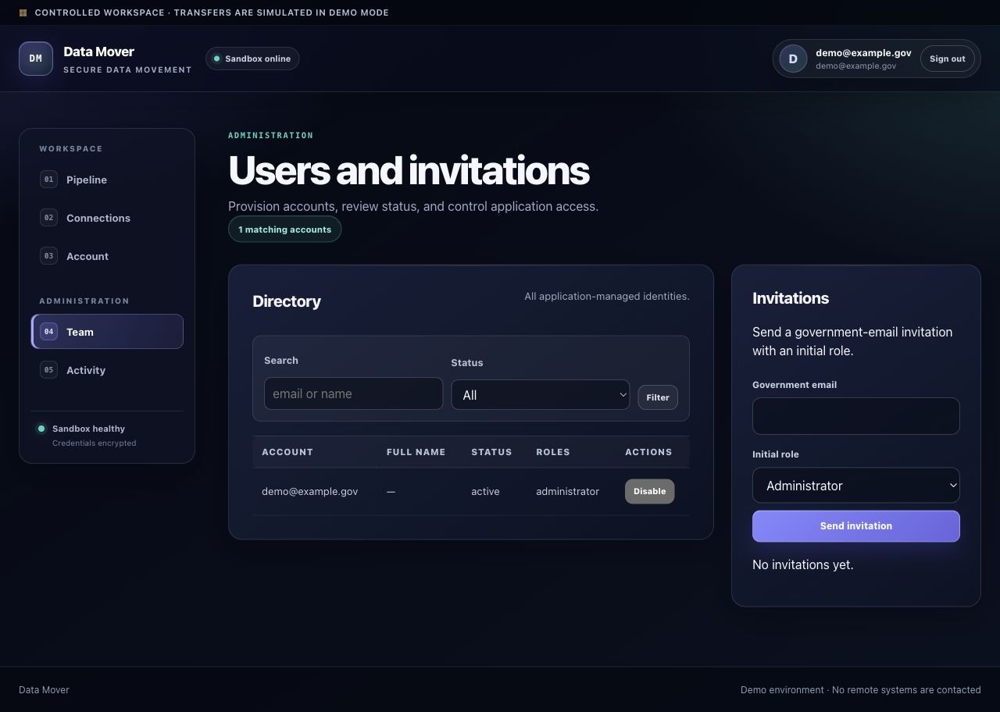 CONTROLLED WORKSPACE · TRANSFERS ARE SIMULATED IN DEMO MODE
DM
Data Mover
SECURE DATA MOVEMENT
Sandbox online
D
demo@example.gov
demo@example.gov
Sign out
WORKSPACE
01 Pipeline
02 Connections
03 Account
ADMINISTRATION
04 Team
05 Activity
Sandbox healthy
Credentials encrypted
ADMINISTRATION
Users and invitations
Provision accounts, review status, and control application access.
1 matching accounts
Directory
All application-managed identities.
Search
email or name
Status
All
Filter
ACCOUNT FULL NAME STATUS ROLES ACTIONS
demo@example.gov — active administrator Disable
Invitations
Send a government-email invitation
with an initial role.
Government email
Initial role
Administrator
Send invitation
No invitations yet.
Data Mover
Demo environment · No remote systems are contacted